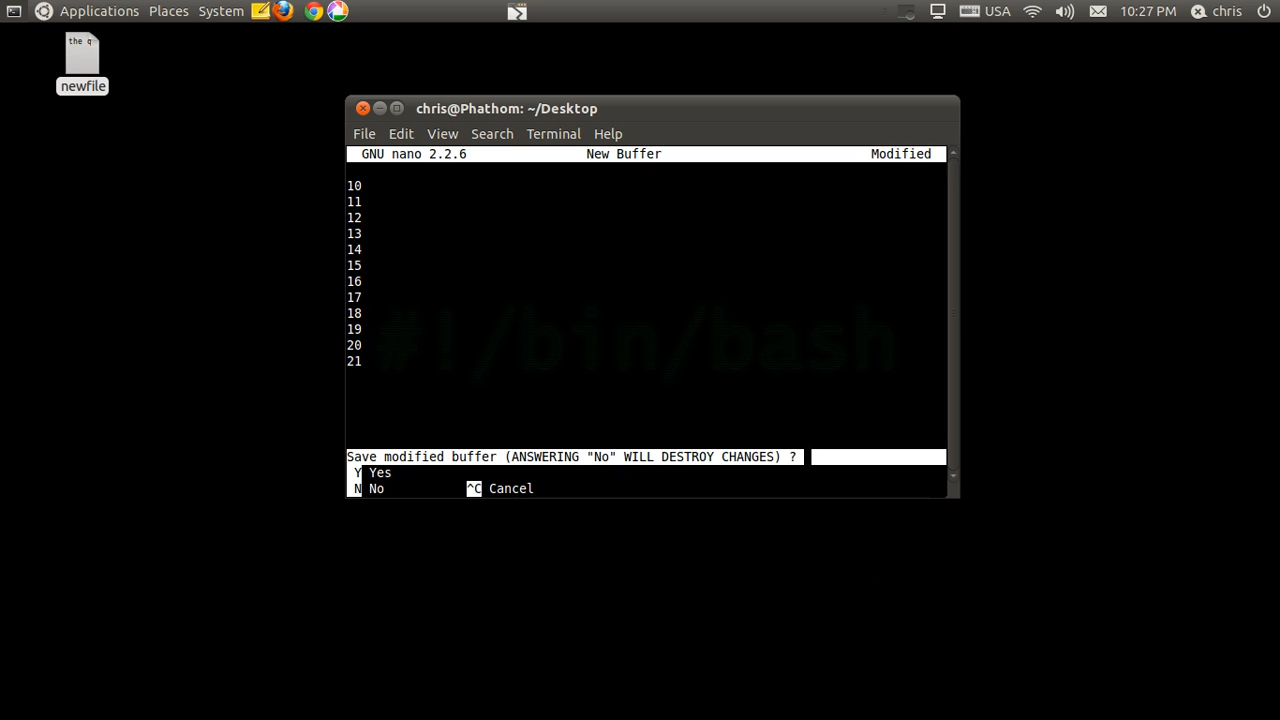 Applications Places System USA 10:27 PM chris
the q
newfile
chris@Phathom: ~/Desktop
File Edit View Search Terminal Help
GNU nano 2.2.6 New Buffer Modified
10
11
12
13
14
15
16
17
18
19
20
21
#!/bin/bash
Save modified buffer (ANSWERING "No" WILL DESTROY CHANGES) ?
Y Yes
N No ^C Cancel